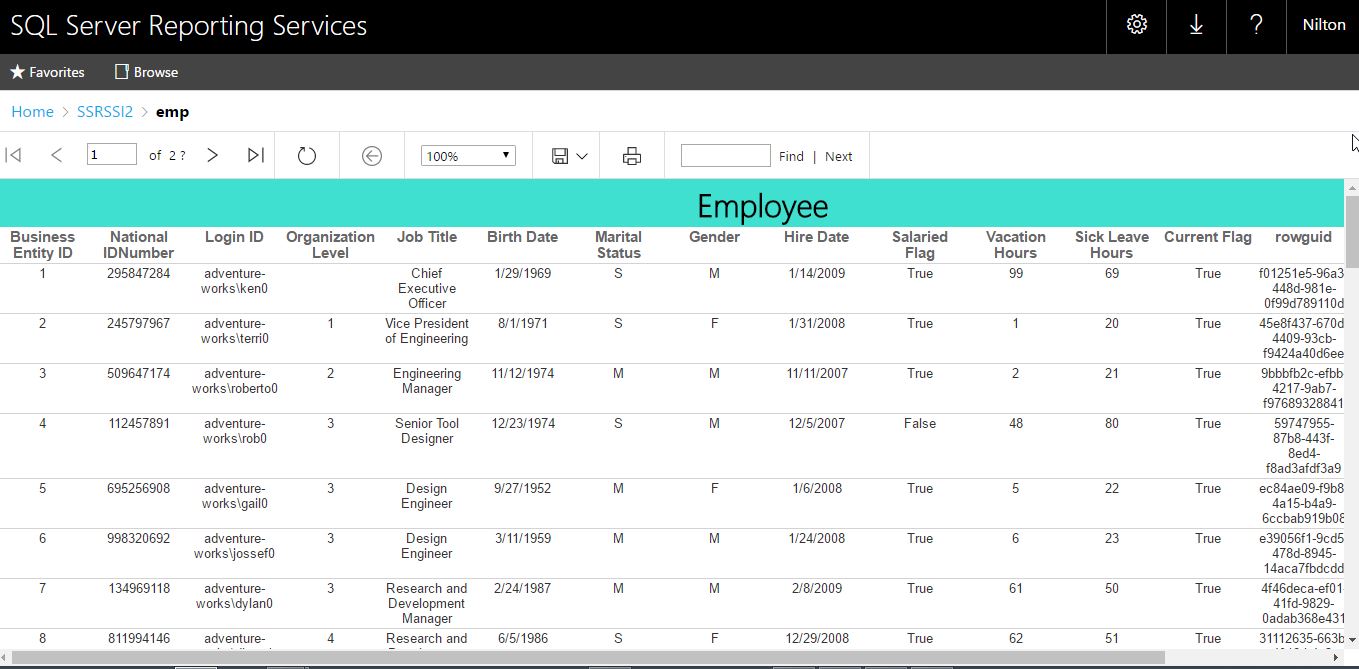 SQL Server Reporting Services
Nilton
Favorites
Browse
Home > SSRSSI2 > emp
1 of 2 ?
100%
Find | Next
Employee
Business Entity ID National IDNumber Login ID Organization Level Job Title Birth Date Marital Status Gender Hire Date Salaried Flag Vacation Hours Sick Leave Hours Current Flag rowguid
1 295847284 adventure-works\ken0 Chief Executive Officer 1/29/1969 S M 1/14/2009 True 99 69 True f01251e5-96a3 448d-981e-0f99d789110d
2 245797967 adventure-works\terri0 1 Vice President of Engineering 8/1/1971 S F 1/31/2008 True 1 20 True 45e8f437-670d 4409-93cb-f9424a40d6ee
3 509647174 adventure-works\roberto0 2 Engineering Manager 11/12/1974 M M 11/11/2007 True 2 21 True 9bbbfb2c-efbb 4217-9ab7-f97689328841
4 112457891 adventure-works\rob0 3 Senior Tool Designer 12/23/1974 S M 12/5/2007 False 48 80 True 59747955-87b8-443f-8ed4-f8ad3afdf3a9
5 695256908 adventure-works\gail0 3 Design Engineer 9/27/1952 M F 1/6/2008 True 5 22 True ec84ae09-f9b8 4a15-b4a9-6ccbab919b08
6 998320692 adventure-works\jossef0 3 Design Engineer 3/11/1959 M M 1/24/2008 True 6 23 True e39056f1-9cd5 478d-8945-14aca7fbdcdd
7 134969118 adventure-works\dylan0 3 Research and Development Manager 2/24/1987 M M 2/8/2009 True 61 50 True 4f46deca-ef01 41fd-9829-0adab368e431
8 811994146 adventure- 4 Research and 6/5/1986 S F 12/29/2008 True 62 51 True 31112635-663b